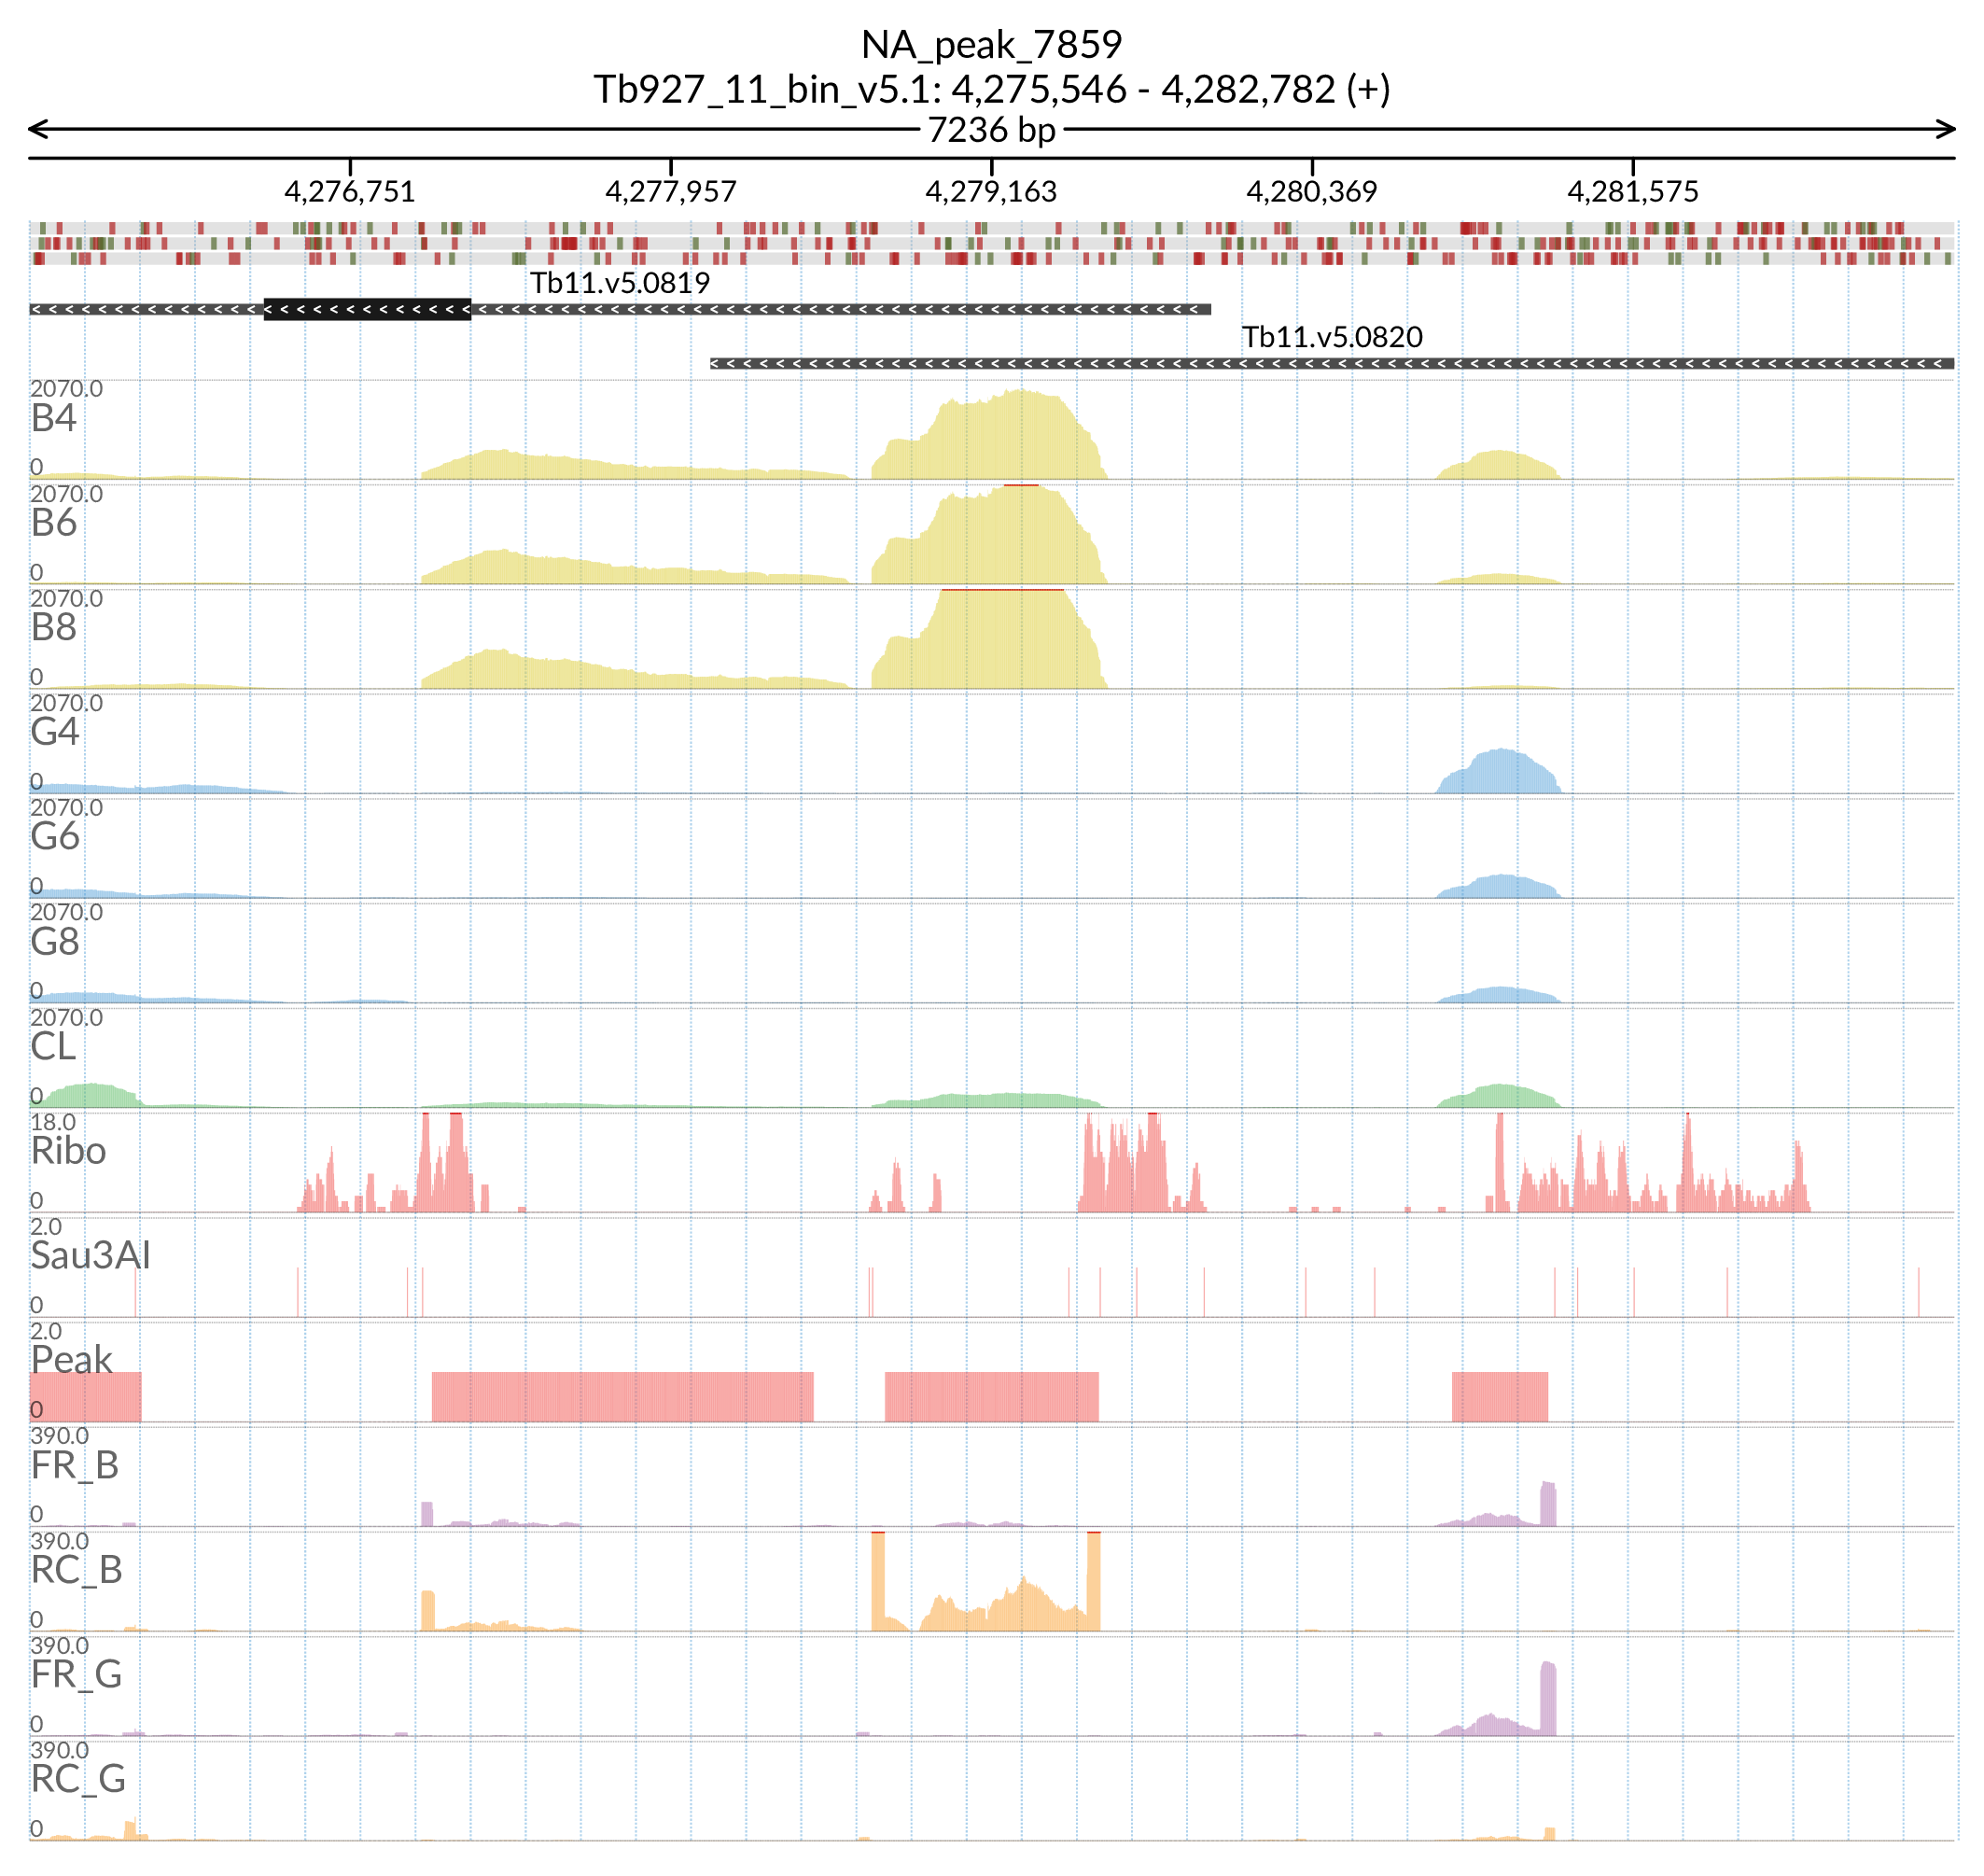 NA_peak_7859
Tb927_11_bin_v5.1: 4,275,546 - 4,282,782 (+)
7236 bp
4,276,751 4,277,957 4,279,163 4,280,369 4,281,575
Tb11.v5.0819
Tb11.v5.0820
2070.0
B4
0
2070.0
B6
0
2070.0
B8
0
2070.0
G4
0
2070.0
G6
0
2070.0
G8
0
2070.0
CL
0
18.0
Ribo
0
2.0
Sau3AI
0
2.0
Peak
0
390.0
FR_B
0
390.0
RC_B
0
390.0
FR_G
0
390.0
RC_G
0